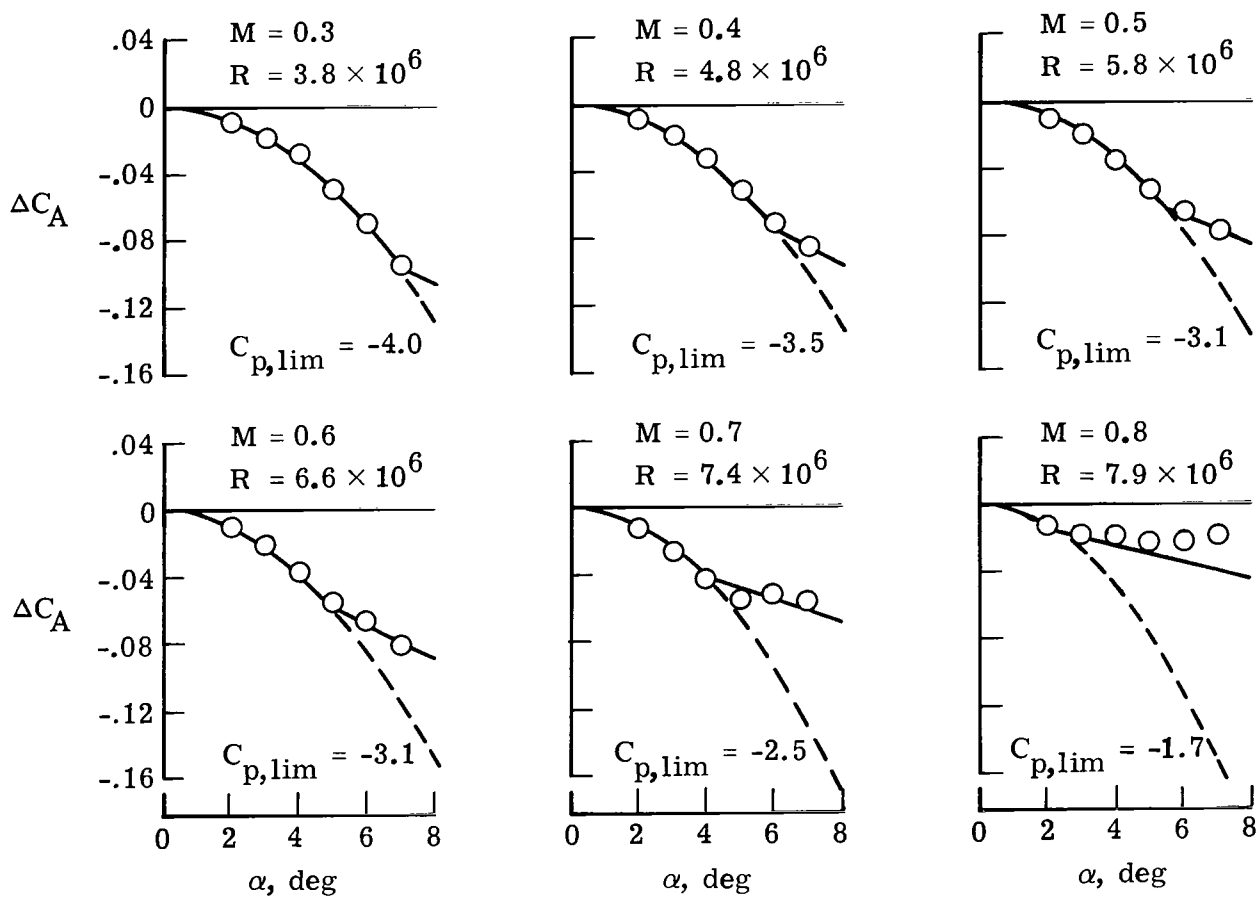 M = 0.3
R = 3.8 × 10^6
M = 0.4
R = 4.8 × 10^6
M = 0.5
R = 5.8 × 10^6
.04
0
-.04
-.08
-.12
-.16
ΔC_A
C_p,lim = -4.0
C_p,lim = -3.5
C_p,lim = -3.1
M = 0.6
R = 6.6 × 10^6
M = 0.7
R = 7.4 × 10^6
M = 0.8
R = 7.9 × 10^6
.04
0
-.04
-.08
-.12
-.16
ΔC_A
C_p,lim = -3.1
C_p,lim = -2.5
C_p,lim = -1.7
0 2 4 6 8
0 2 4 6 8
0 2 4 6 8
α, deg
α, deg
α, deg